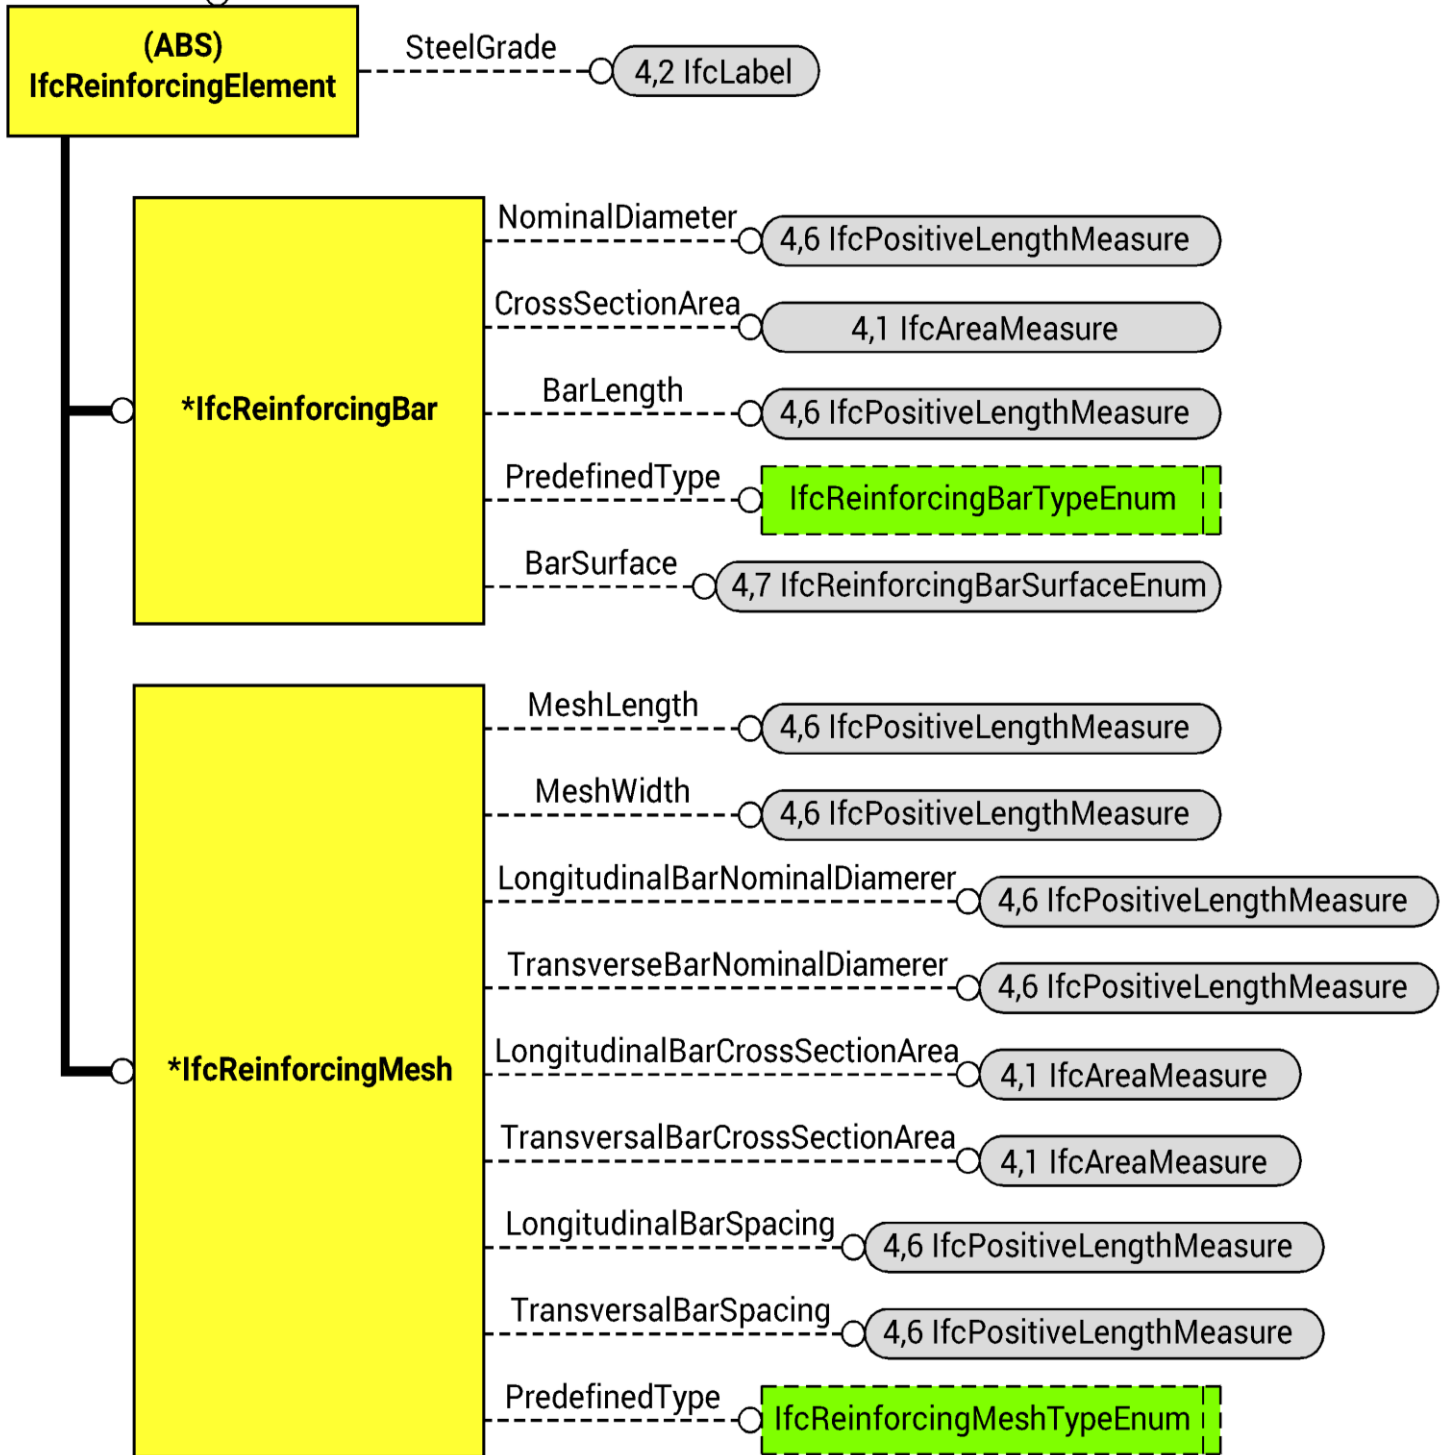 (ABS)
IfcReinforcingElement
SteelGrade
4,2 IfcLabel
*IfcReinforcingBar
NominalDiameter
4,6 IfcPositiveLengthMeasure
CrossSectionArea
4,1 IfcAreaMeasure
BarLength
4,6 IfcPositiveLengthMeasure
PredefinedType
IfcReinforcingBarTypeEnum
BarSurface
4,7 IfcReinforcingBarSurfaceEnum
*IfcReinforcingMesh
MeshLength
4,6 IfcPositiveLengthMeasure
MeshWidth
4,6 IfcPositiveLengthMeasure
LongitudinalBarNominalDiamerer
4,6 IfcPositiveLengthMeasure
TransverseBarNominalDiamerer
4,6 IfcPositiveLengthMeasure
LongitudinalBarCrossSectionArea
4,1 IfcAreaMeasure
TransversalBarCrossSectionArea
4,1 IfcAreaMeasure
LongitudinalBarSpacing
4,6 IfcPositiveLengthMeasure
TransversalBarSpacing
4,6 IfcPositiveLengthMeasure
PredefinedType
IfcReinforcingMeshTypeEnum